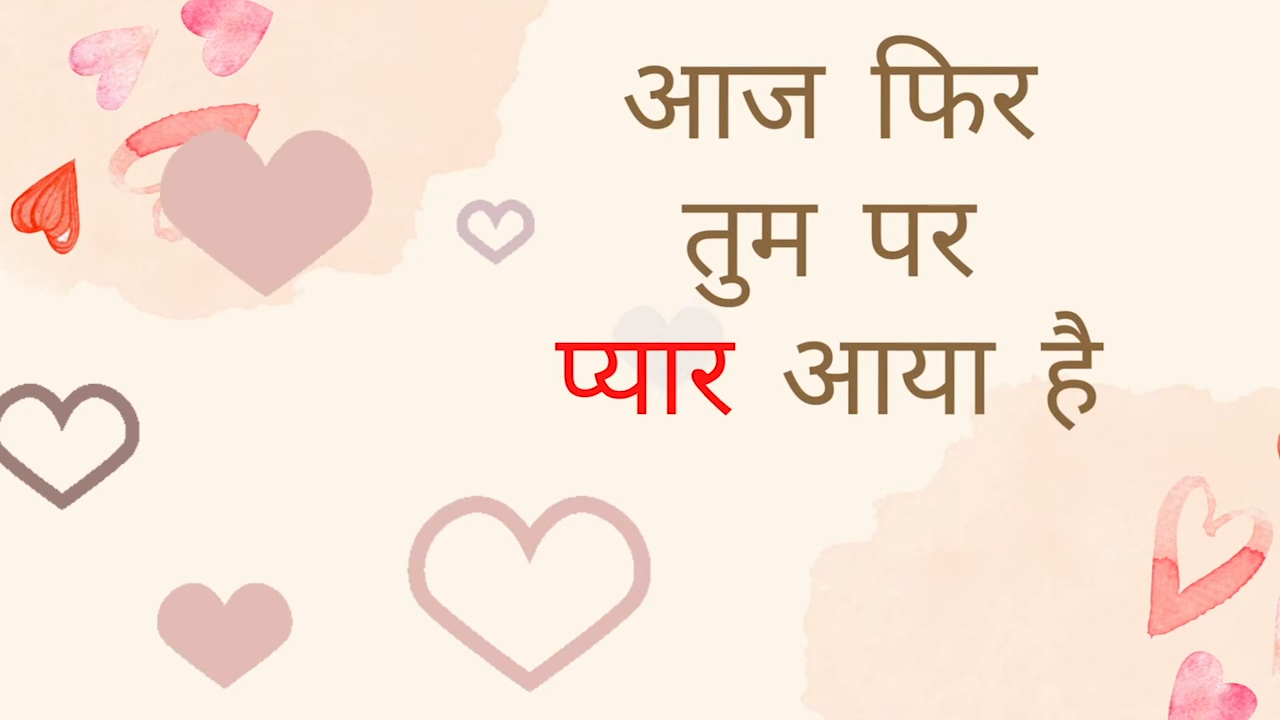 आज फिर
तुम पर
प्यार आया है